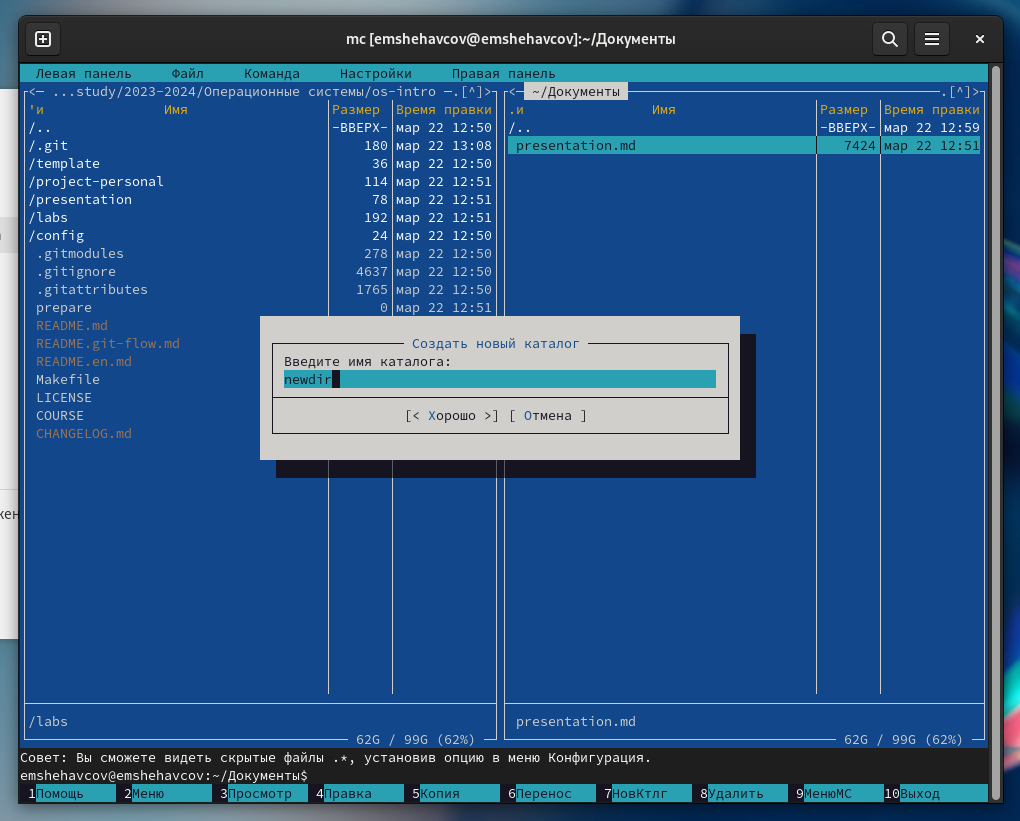 mc [emshehavcov@emshehavcov]:~/Документы
Левая панель Файл Команда Настройки Правая панель
<─ ...study/2023-2024/Операционные системы/os-intro ─.[^]>
'и Имя Размер Время правки
/.. -ВВЕРХ- мар 22 12:50
/.git 180 мар 22 13:08
/template 36 мар 22 12:50
/project-personal 114 мар 22 12:51
/presentation 78 мар 22 12:51
/labs 192 мар 22 12:51
/config 24 мар 22 12:50
.gitmodules 278 мар 22 12:50
.gitignore 4637 мар 22 12:50
.gitattributes 1765 мар 22 12:50
prepare 0 мар 22 12:51
README.md
README.git-flow.md
README.en.md
Makefile
LICENSE
COURSE
CHANGELOG.md
/labs
62G / 99G (62%)
<─ ~/Документы .[^]>
.и Имя Размер Время правки
/.. -ВВЕРХ- мар 22 12:59
presentation.md 7424 мар 22 12:51
presentation.md
62G / 99G (62%)
Создать новый каталог
Введите имя каталога:
newdir
[< Хорошо >] [ Отмена ]
Совет: Вы сможете видеть скрытые файлы .*, установив опцию в меню Конфигурация.
emshehavcov@emshehavcov:~/Документы$
1Помощь 2Меню 3Просмотр 4Правка 5Копия 6Перенос 7НовКтлг 8Удалить 9МенюMC 10Выход